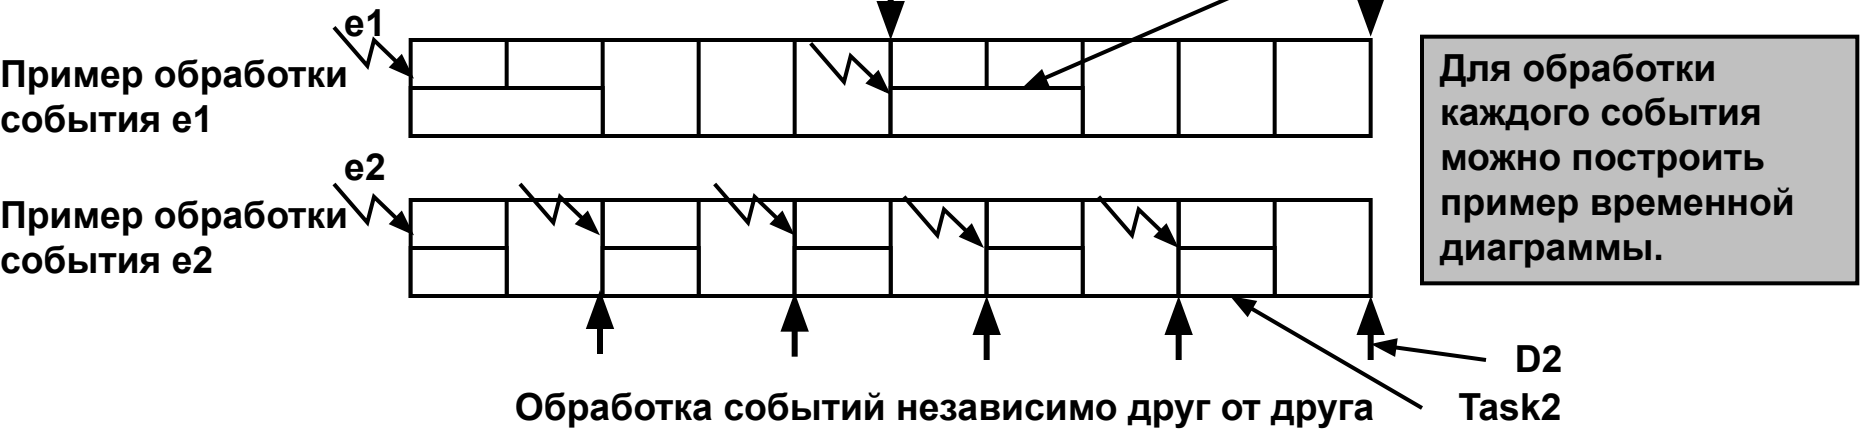 e1
Пример обработки
события e1
e2
Пример обработки
события e2
Для обработки
каждого события
можно построить
пример временной
диаграммы.
D2
Task2
Обработка событий независимо друг от друга